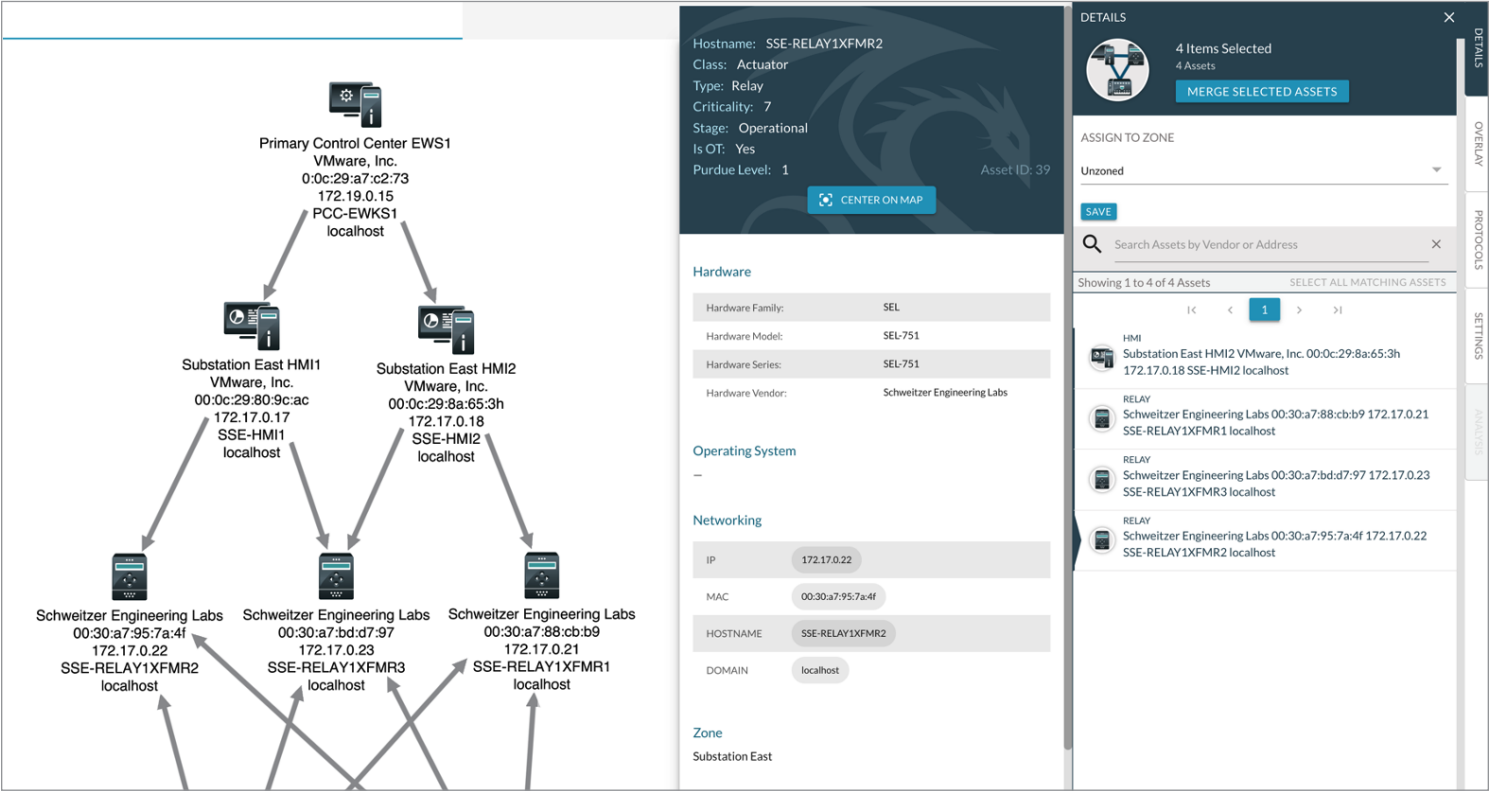 Primary Control Center EWS1
VMware, Inc.
0:0c:29:a7:c2:73
172.19.0.15
PCC-EWKS1
localhost
Substation East HMI1
VMware, Inc.
00:0c:29:80:9c:ac
172.17.0.17
SSE-HMI1
localhost
Substation East HMI2
VMware, Inc.
00:0c:29:8a:65:3h
172.17.0.18
SSE-HMI2
localhost
Schweitzer Engineering Labs
00:30:a7:95:7a:4f
172.17.0.22
SSE-RELAY1XFMR2
localhost
Schweitzer Engineering Labs
00:30:a7:bd:d7:97
172.17.0.23
SSE-RELAY1XFMR3
localhost
Schweitzer Engineering Labs
00:30:a7:88:cb:b9
172.17.0.21
SSE-RELAY1XFMR1
localhost
Hostname: SSE-RELAY1XFMR2
Class: Actuator
Type: Relay
Criticality: 7
Stage: Operational
Is OT: Yes
Purdue Level: 1 Asset ID: 39
CENTER ON MAP
Hardware
Hardware Family: SEL
Hardware Model: SEL-751
Hardware Series: SEL-751
Hardware Vendor: Schweitzer Engineering Labs
Operating System
—
Networking
IP 172.17.0.22
MAC 00:30:a7:95:7a:4f
HOSTNAME SSE-RELAY1XFMR2
DOMAIN localhost
Zone
Substation East
DETAILS
4 Items Selected
4 Assets
MERGE SELECTED ASSETS
ASSIGN TO ZONE
Unzoned
SAVE
Search Assets by Vendor or Address
Showing 1 to 4 of 4 Assets SELECT ALL MATCHING ASSETS
1
HMI
Substation East HMI2 VMware, Inc. 00:0c:29:8a:65:3h
172.17.0.18 SSE-HMI2 localhost
RELAY
Schweitzer Engineering Labs 00:30:a7:88:cb:b9 172.17.0.21
SSE-RELAY1XFMR1 localhost
RELAY
Schweitzer Engineering Labs 00:30:a7:bd:d7:97 172.17.0.23
SSE-RELAY1XFMR3 localhost
RELAY
Schweitzer Engineering Labs 00:30:a7:95:7a:4f 172.17.0.22
SSE-RELAY1XFMR2 localhost
DETAILS
OVERLAY
PROTOCOLS
SETTINGS
ANALYSIS